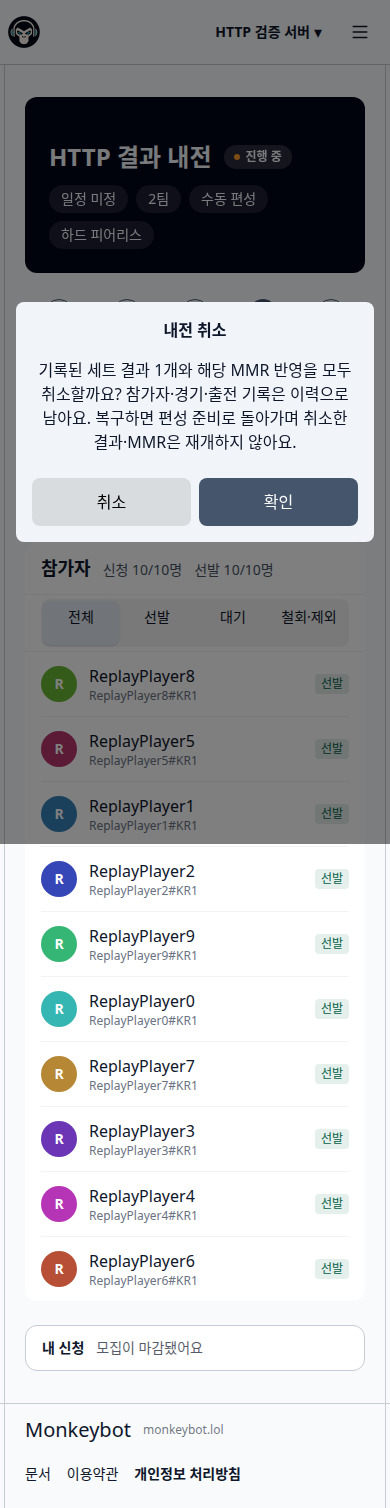 HTTP 검증 서버 ▾
HTTP 결과 내전
진행 중
일정 미정
2팀
수동 편성
하드 피어리스
내전 취소
기록된 세트 결과 1개와 해당 MMR 반영을 모두
취소할까요? 참가자·경기·출전 기록은 이력으로
남아요. 복구하면 편성 준비로 돌아가며 취소한
결과·MMR은 재개하지 않아요.
취소
확인
참가자 신청 10/10명 선발 10/10명
전체
선발
대기
철회·제외
R
ReplayPlayer8
ReplayPlayer8#KR1
선발
R
ReplayPlayer5
ReplayPlayer5#KR1
선발
R
ReplayPlayer1
ReplayPlayer1#KR1
선발
R
ReplayPlayer2
ReplayPlayer2#KR1
선발
R
ReplayPlayer9
ReplayPlayer9#KR1
선발
R
ReplayPlayer0
ReplayPlayer0#KR1
선발
R
ReplayPlayer7
ReplayPlayer7#KR1
선발
R
ReplayPlayer3
ReplayPlayer3#KR1
선발
R
ReplayPlayer4
ReplayPlayer4#KR1
선발
R
ReplayPlayer6
ReplayPlayer6#KR1
선발
내 신청 모집이 마감됐어요
Monkeybot monkeybot.lol
문서 이용약관 개인정보 처리방침